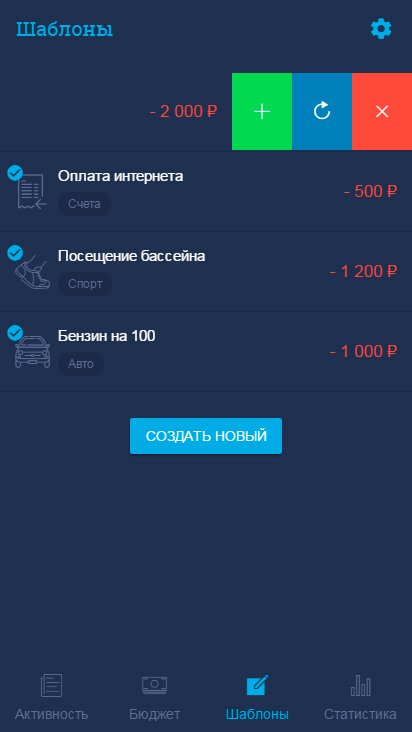 Шаблоны
- 2 000 ₽
Оплата интернета
Счета
- 500 ₽
Посещение бассейна
Спорт
- 1 200 ₽
Бензин на 100
Авто
- 1 000 ₽
СОЗДАТЬ НОВЫЙ
Активность
Бюджет
Шаблоны
Статистика